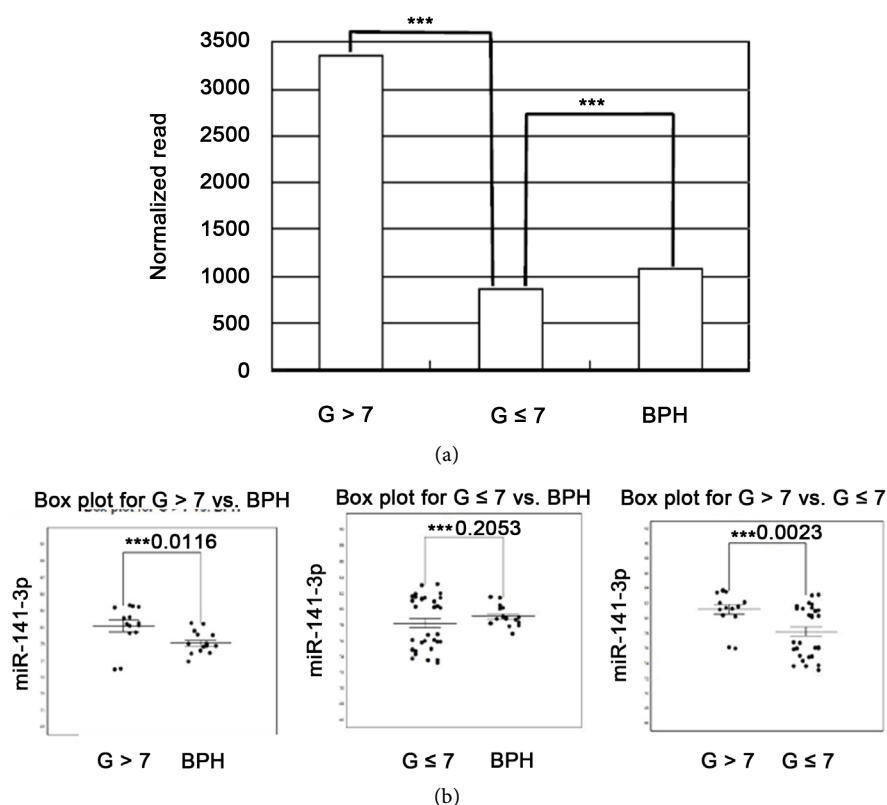 ***
***
3500
3000
2500
2000
1500
1000
500
0
Normalized read
G > 7 G ≤ 7 BPH
(a)
Box plot for G > 7 vs. BPH
***0.0116
miR-141-3p
G > 7 BPH
Box plot for G ≤ 7 vs. BPH
***0.2053
miR-141-3p
G ≤ 7 BPH
Box plot for G > 7 vs. G ≤ 7
***0.0023
miR-141-3p
G > 7 G ≤ 7
(b)